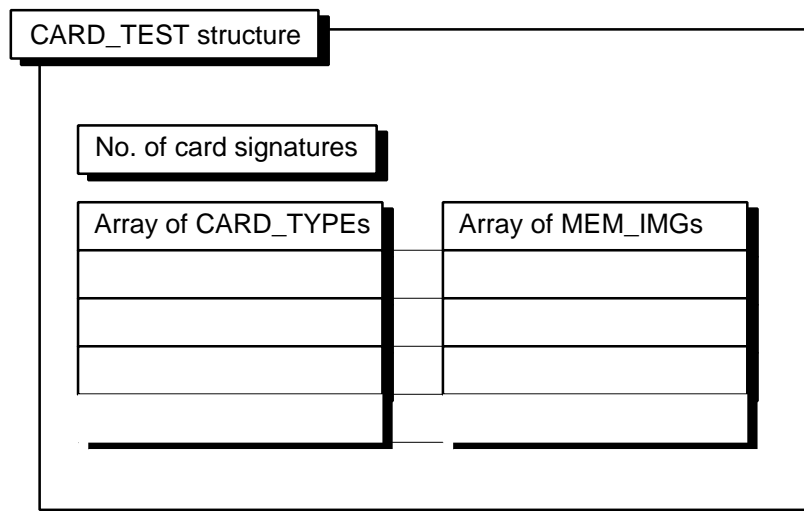 CARD_TEST structure
No. of card signatures
Array of CARD_TYPEs
Array of MEM_IMGs